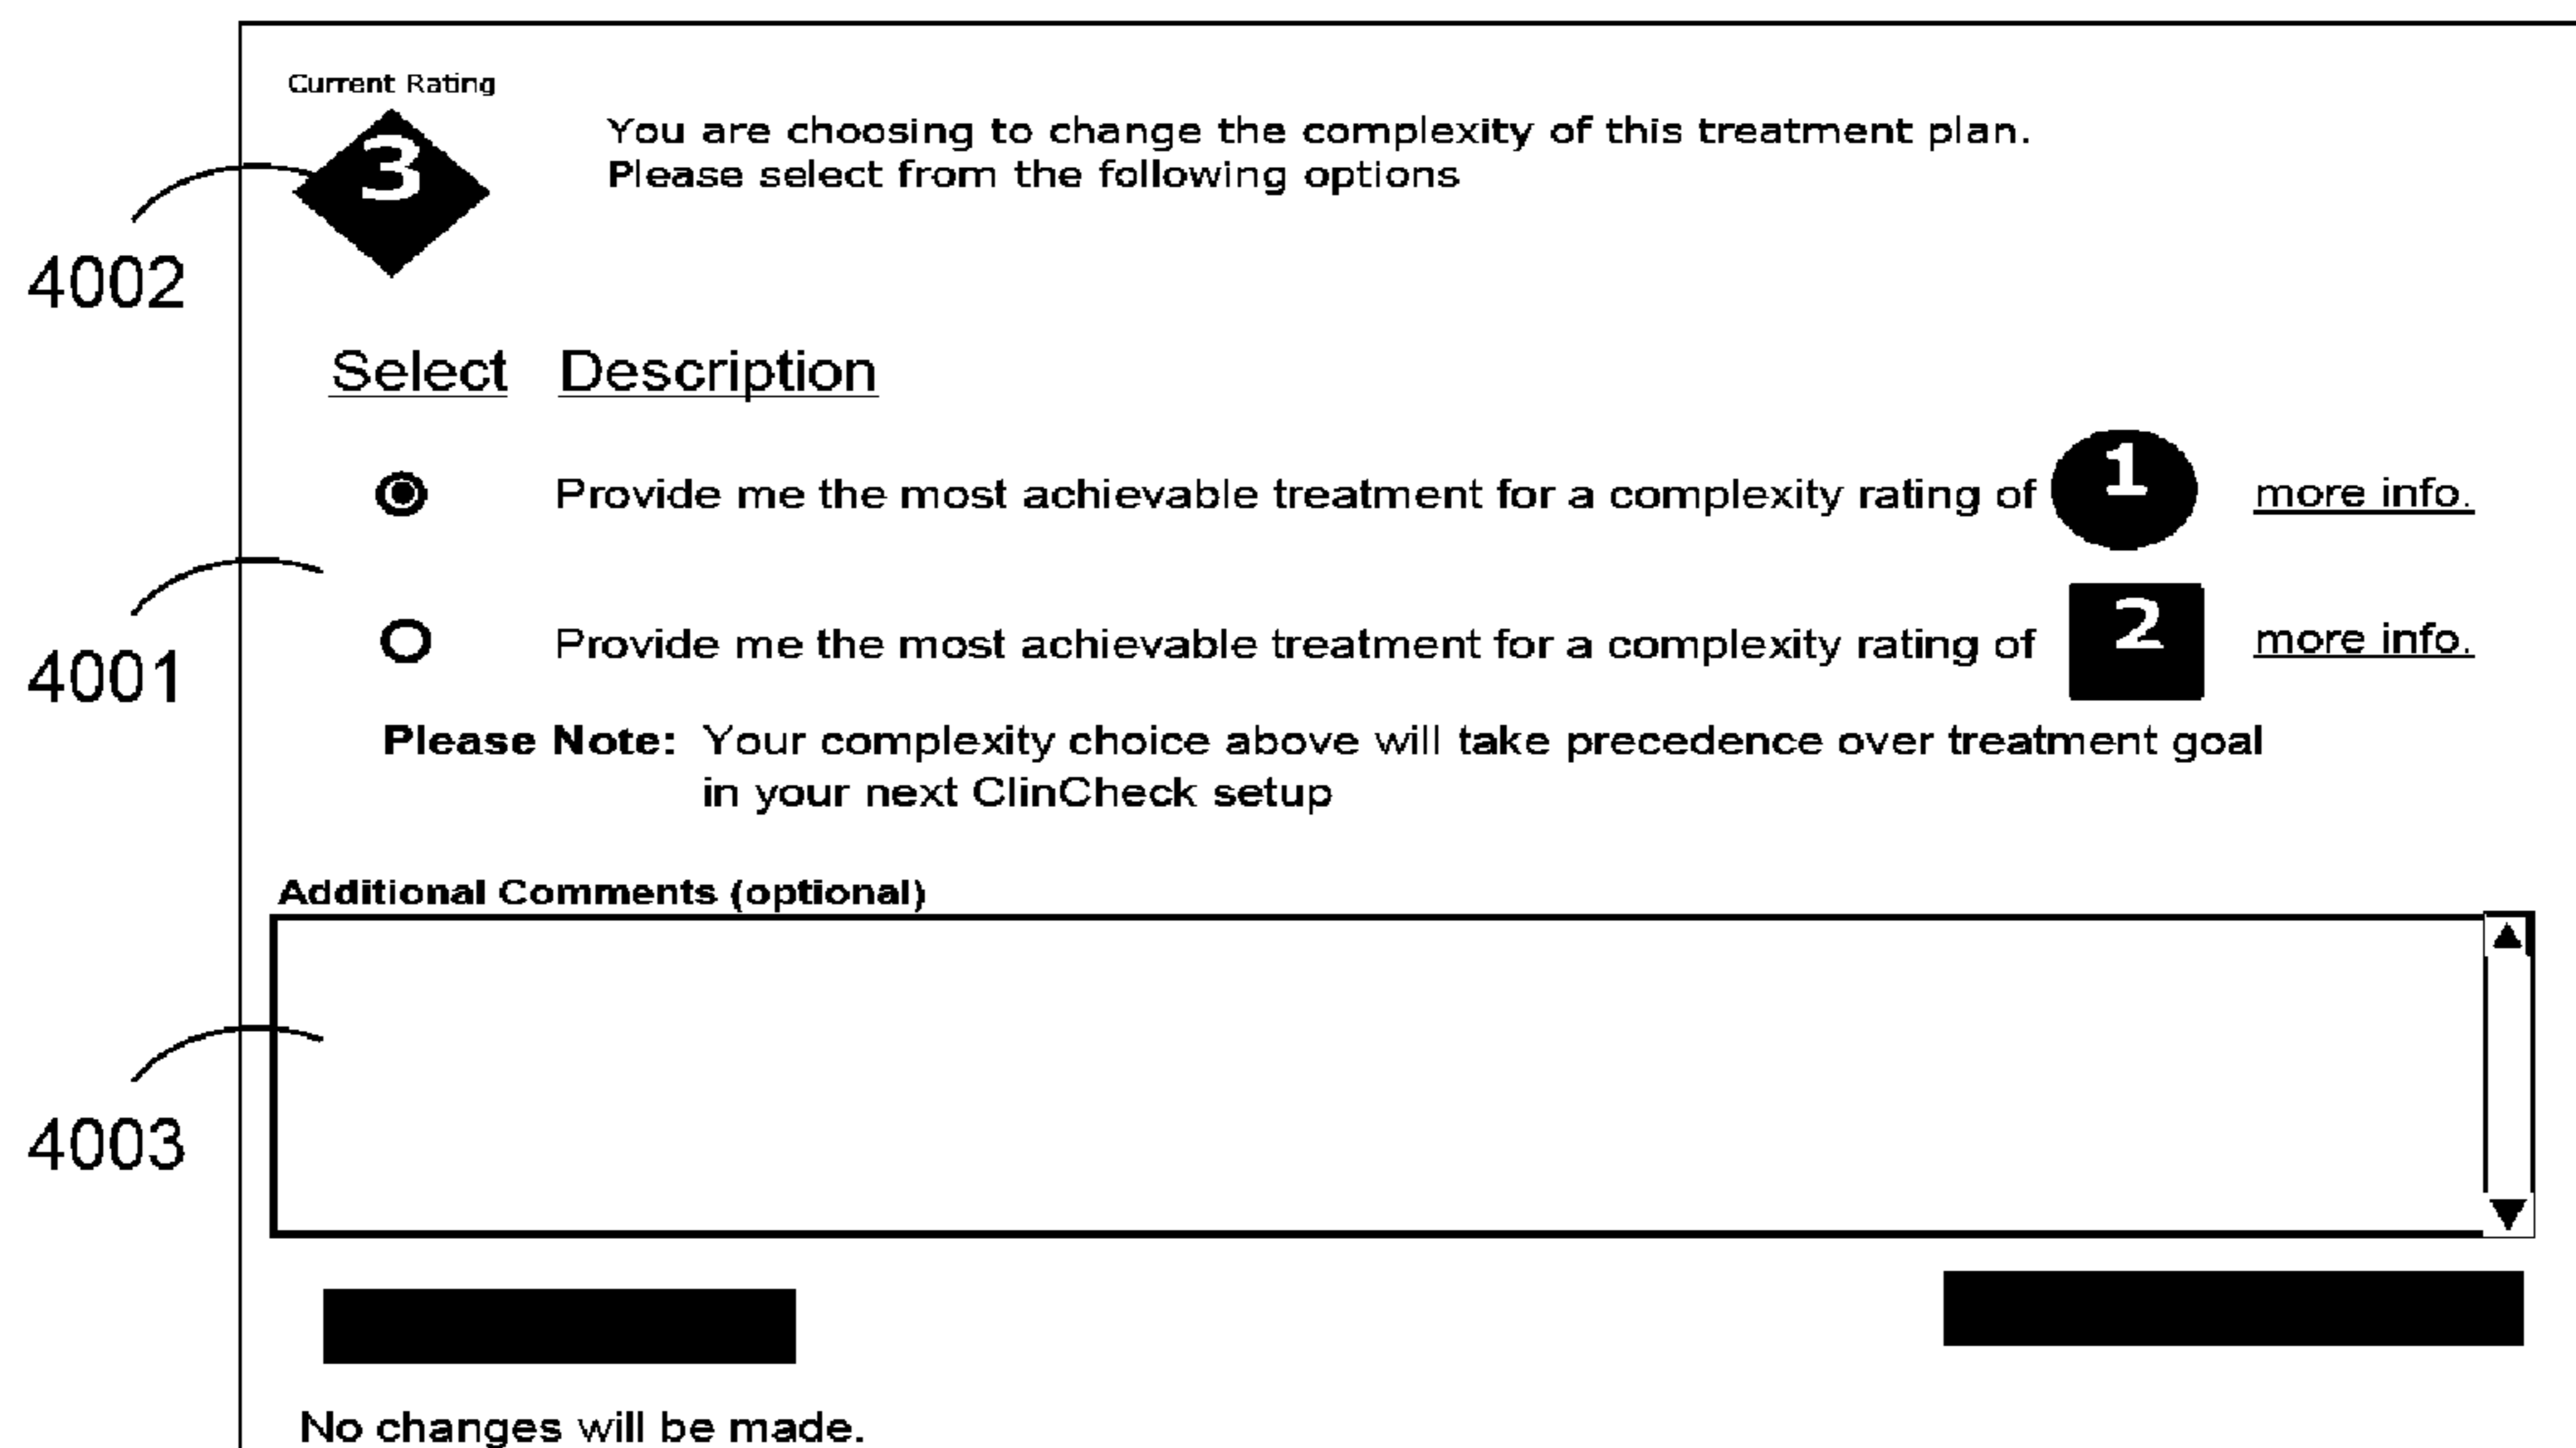 Current Rating
3
You are choosing to change the complexity of this treatment plan.
Please select from the following options
4002
Select Description
Provide me the most achievable treatment for a complexity rating of 1 more info.
4001
Provide me the most achievable treatment for a complexity rating of 2 more info.
Please Note: Your complexity choice above will take precedence over treatment goal
in your next ClinCheck setup
Additional Comments (optional)
4003
No changes will be made.